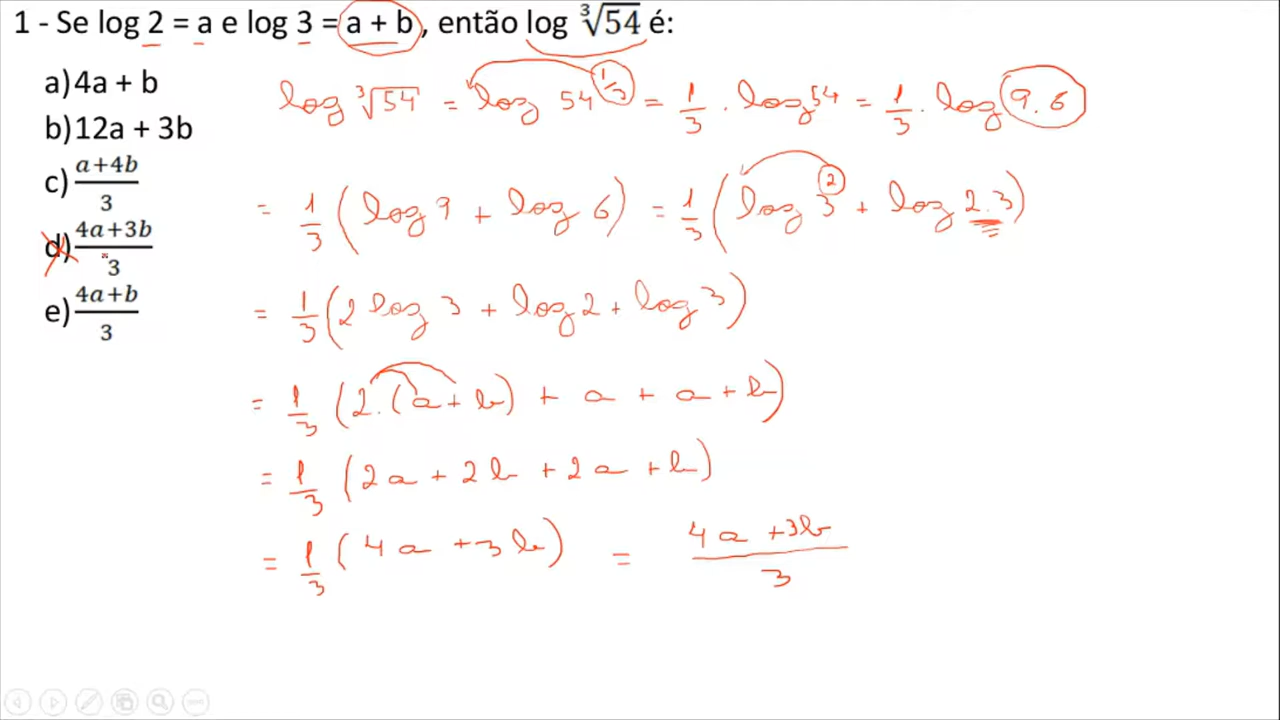 1 - Se log 2 = a e log 3 = a + b, então log ∛54 é:
a) 4a + b
b) 12a + 3b
c) (a+4b)/3
d) (4a+3b)/3
e) (4a+b)/3
log ∛54 = log 54^(1/3) = 1/3 . log 54 = 1/3 . log 9.6
= 1/3 (log 9 + log 6) = 1/3 (log 3² + log 2.3)
= 1/3 (2 log 3 + log 2 + log 3)
= 1/3 (2.(a + b) + a + a + b)
= 1/3 (2a + 2b + 2a + b)
= 1/3 (4a + 3b) = (4a + 3b)/3